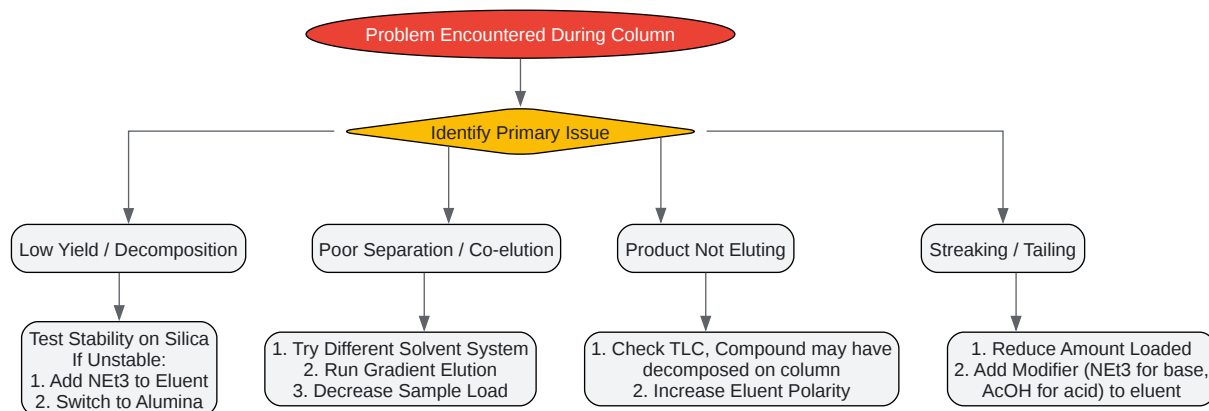 Problem Encountered During Column
Identify Primary Issue
Low Yield / Decomposition
Poor Separation / Co-elution
Product Not Eluting
Streaking / Tailing
Test Stability on Silica
If Unstable:
1. Add NEt3 to Eluent
2. Switch to Alumina
1. Try Different Solvent System
2. Run Gradient Elution
3. Decrease Sample Load
1. Check TLC, Compound may have
decomposed on column
2. Increase Eluent Polarity
1. Reduce Amount Loaded
2. Add Modifier (NEt3 for base,
AcOH for acid) to eluent